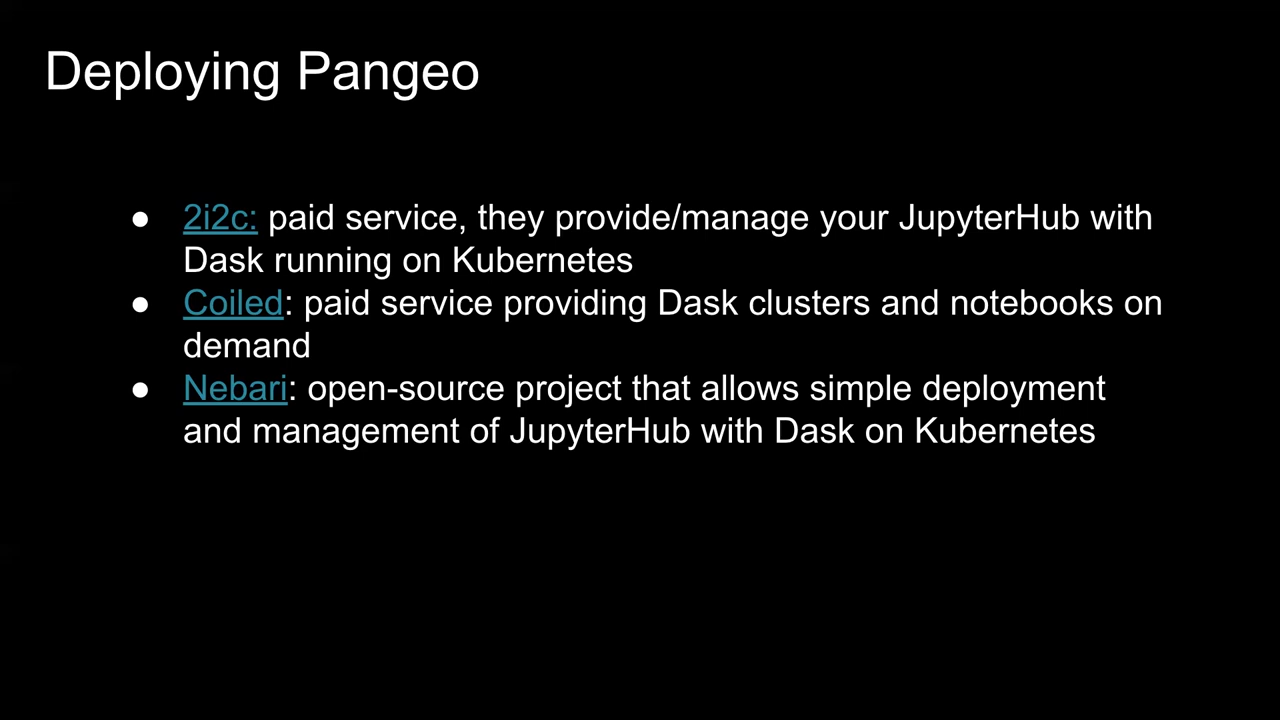 Deploying Pangeo
● 2i2c: paid service, they provide/manage your JupyterHub with
Dask running on Kubernetes
● Coiled: paid service providing Dask clusters and notebooks on
demand
● Nebari: open-source project that allows simple deployment
and management of JupyterHub with Dask on Kubernetes